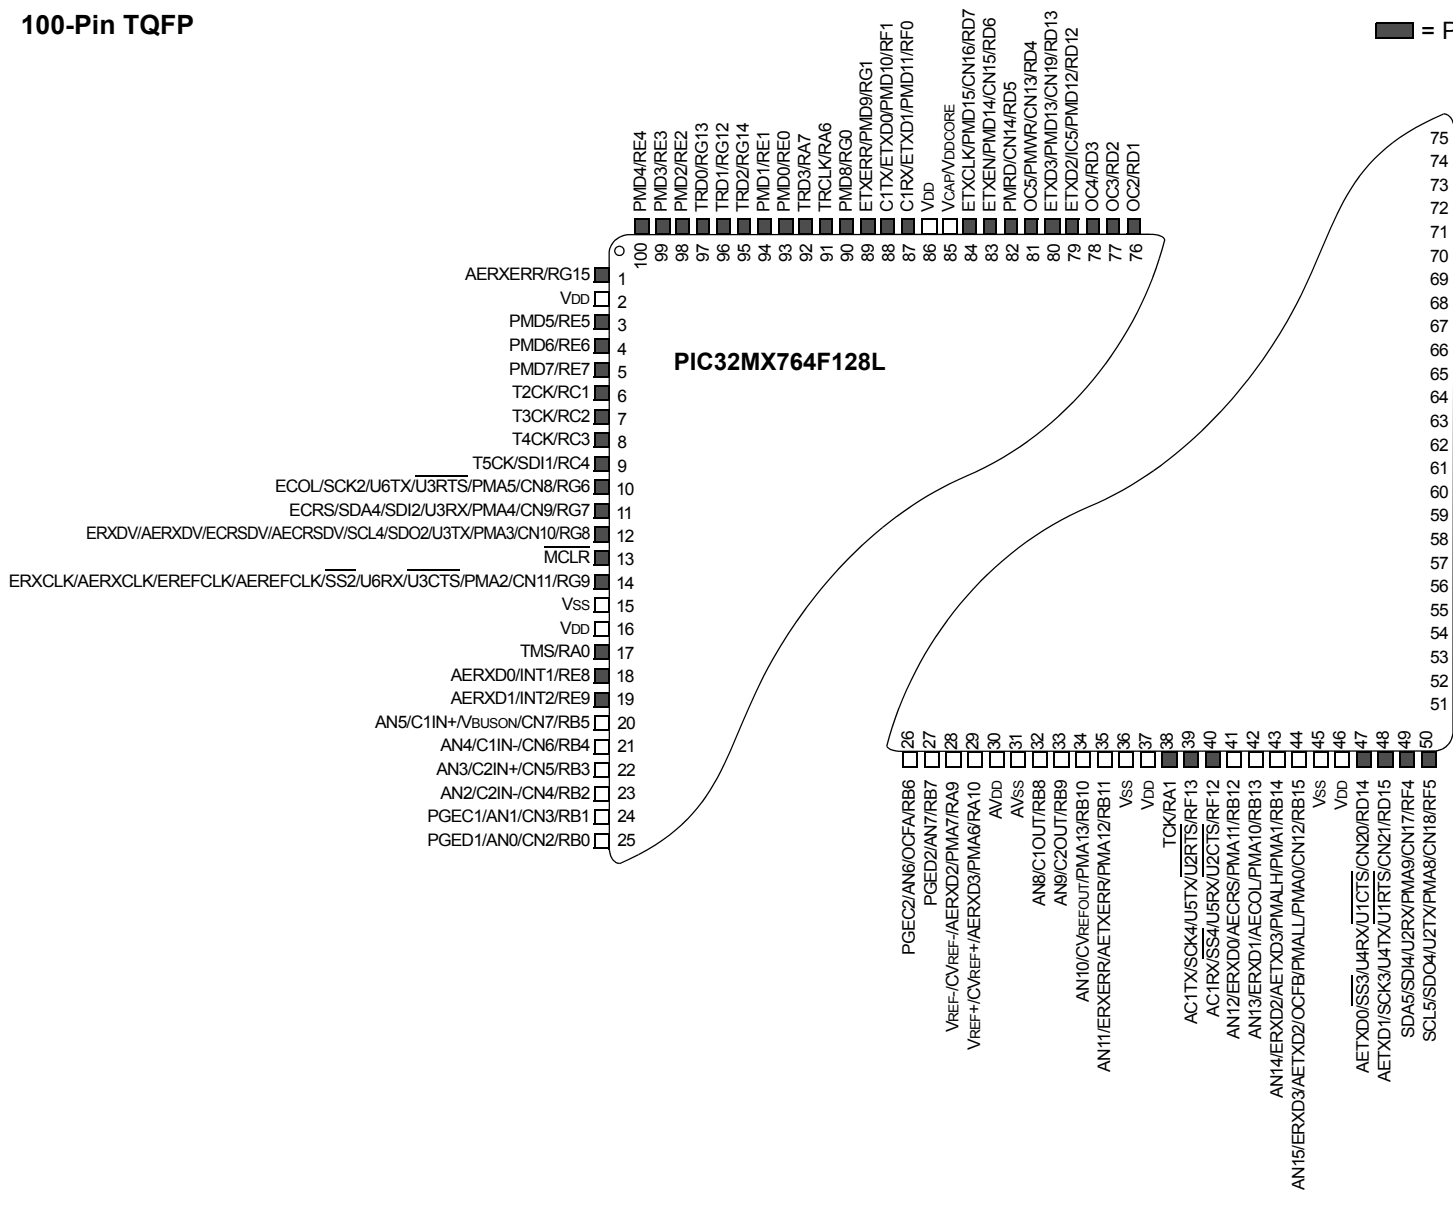 100-Pin TQFP
= P
PMD4/RE4
PMD3/RE3
PMD2/RE2
TRD0/RG13
TRD1/RG12
TRD2/RG14
PMD1/RE1
PMD0/RE0
TRD3/RA7
TRCLK/RA6
PMD8/RG0
ETXERR/PMD9/RG1
C1TX/ETXD0/PMD10/RF1
C1RX/ETXD1/PMD11/RF0
VDD
VCAP/VDDCORE
ETXCLK/PMD15/CN16/RD7
ETXEN/PMD14/CN15/RD6
PMRD/CN14/RD5
OC5/PMWR/CN13/RD4
ETXD3/PMD13/CN19/RD13
ETXD2/IC5/PMD12/RD12
OC4/RD3
OC3/RD2
OC2/RD1
100
99
98
97
96
95
94
93
92
91
90
89
88
87
86
85
84
83
82
81
80
79
78
77
76
AERXERR/RG15 1
VDD 2
PMD5/RE5 3
PMD6/RE6 4
PMD7/RE7 5
T2CK/RC1 6
T3CK/RC2 7
T4CK/RC3 8
T5CK/SDI1/RC4 9
ECOL/SCK2/U6TX/U3RTS/PMA5/CN8/RG6 10
ECRS/SDA4/SDI2/U3RX/PMA4/CN9/RG7 11
ERXDV/AERXDV/ECRSDV/AECRSDV/SCL4/SDO2/U3TX/PMA3/CN10/RG8 12
MCLR 13
ERXCLK/AERXCLK/EREFCLK/AEREFCLK/SS2/U6RX/U3CTS/PMA2/CN11/RG9 14
VSS 15
VDD 16
TMS/RA0 17
AERXD0/INT1/RE8 18
AERXD1/INT2/RE9 19
AN5/C1IN+/VBUSON/CN7/RB5 20
AN4/C1IN-/CN6/RB4 21
AN3/C2IN+/CN5/RB3 22
AN2/C2IN-/CN4/RB2 23
PGEC1/AN1/CN3/RB1 24
PGED1/AN0/CN2/RB0 25
PIC32MX764F128L
75
74
73
72
71
70
69
68
67
66
65
64
63
62
61
60
59
58
57
56
55
54
53
52
51
26
27
28
29
30
31
32
33
34
35
36
37
38
39
40
41
42
43
44
45
46
47
48
49
50
PGEC2/AN6/OCFA/RB6
PGED2/AN7/RB7
VREF-/CVREF-/AERXD2/PMA7/RA9
VREF+/CVREF+/AERXD3/PMA6/RA10
AVDD
AVSS
AN8/C1OUT/RB8
AN9/C2OUT/RB9
AN10/CVREFOUT/PMA13/RB10
AN11/ERXERR/AETXERR/PMA12/RB11
VSS
VDD
TCK/RA1
AC1TX/SCK4/U5TX/U2RTS/RF13
AC1RX/SS4/U5RX/U2CTS/RF12
AN12/ERXD0/AECRS/PMA11/RB12
AN13/ERXD1/AECOL/PMA10/RB13
AN14/ERXD2/AETXD3/PMALH/PMA1/RB14
AN15/ERXD3/AETXD2/OCFB/PMALL/PMA0/CN12/RB15
VSS
VDD
AETXD0/SS3/U4RX/U1CTS/CN20/RD14
AETXD1/SCK3/U4TX/U1RTS/CN21/RD15
SDA5/SDI4/U2RX/PMA9/CN17/RF4
SCL5/SDO4/U2TX/PMA8/CN18/RF5